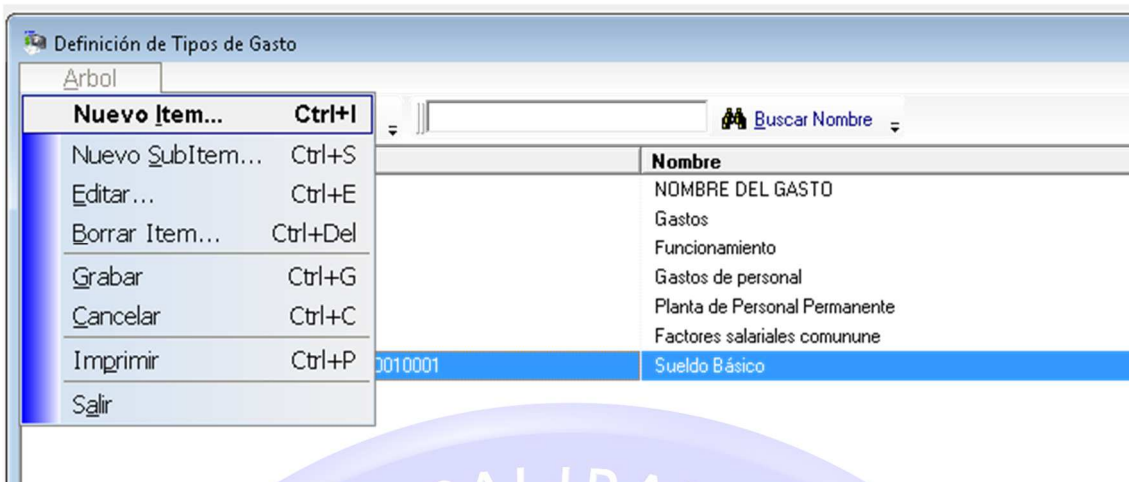 Definición de Tipos de Gasto
Arbol
Nuevo Item... Ctrl+I
Buscar Nombre
Nuevo SubItem... Ctrl+S
Nombre
Editar... Ctrl+E
NOMBRE DEL GASTO
Gastos
Borrar Item... Ctrl+Del
Funcionamiento
Grabar Ctrl+G
Gastos de personal
Cancelar Ctrl+C
Planta de Personal Permanente
Factores salariales comunune
Imprimir Ctrl+P
0010001 Sueldo Básico
Salir